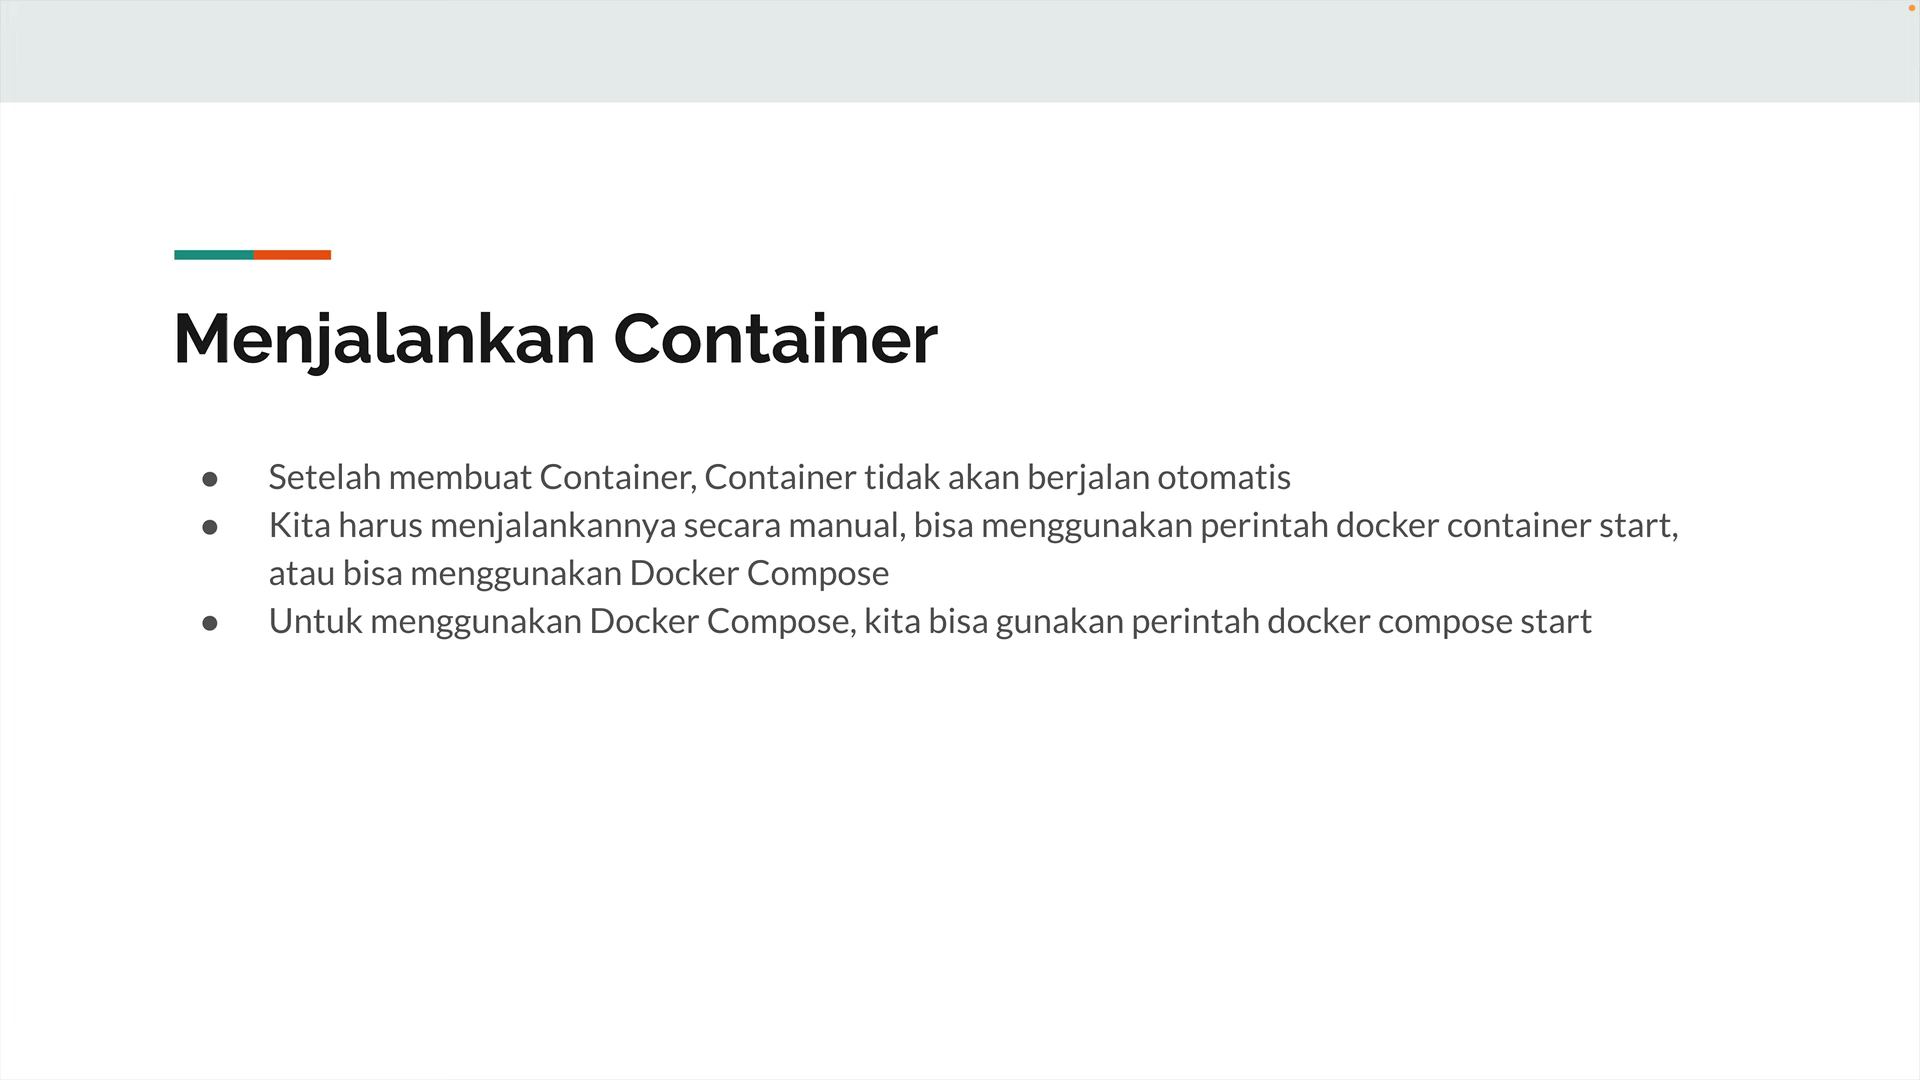 Menjalankan Container
● Setelah membuat Container, Container tidak akan berjalan otomatis
● Kita harus menjalankannya secara manual, bisa menggunakan perintah docker container start,
atau bisa menggunakan Docker Compose
● Untuk menggunakan Docker Compose, kita bisa gunakan perintah docker compose start